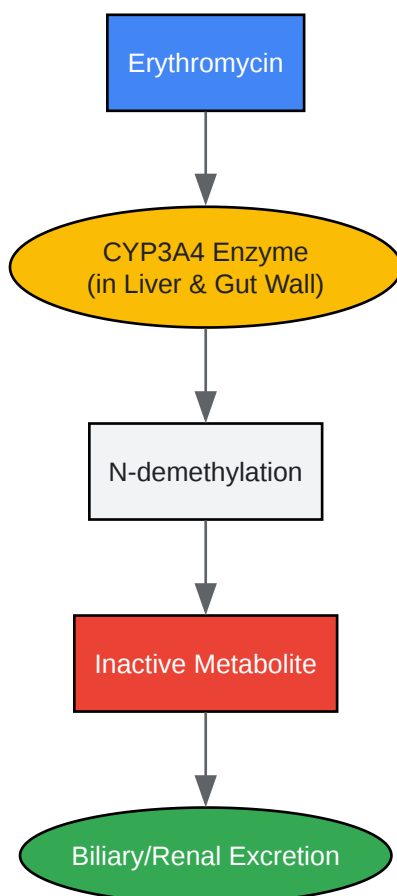 Erythromycin
CYP3A4 Enzyme
(in Liver & Gut Wall)
N-demethylation
Inactive Metabolite
Biliary/Renal Excretion